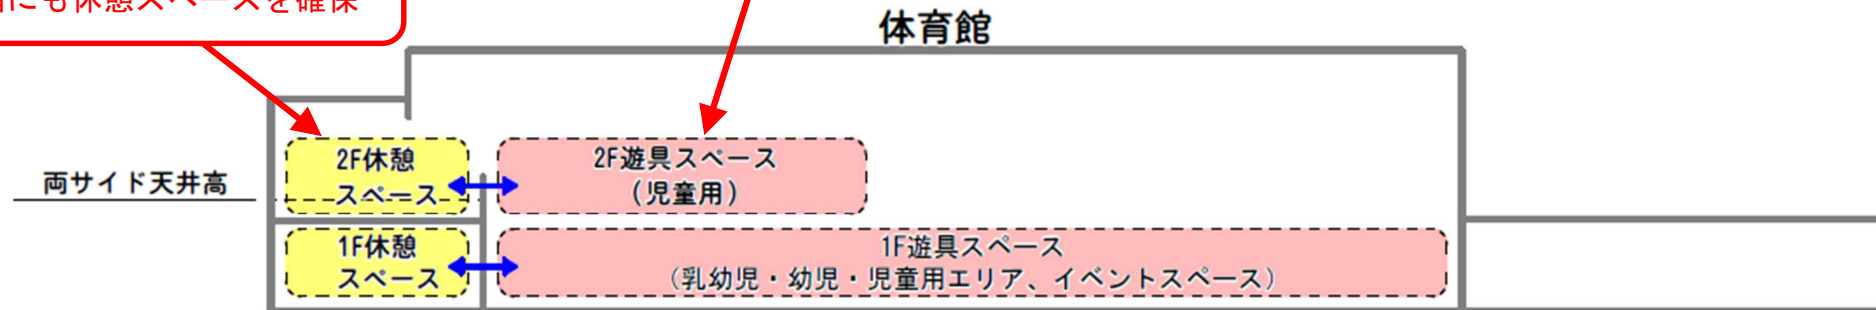 にも休憩スペースを確保
体育館
両サイド天井高
2F休憩
スペース
2F遊具スペース
(児童用)
1F休憩
スペース
1F遊具スペース
(乳幼児・幼児・児童用エリア、イベントスペース)